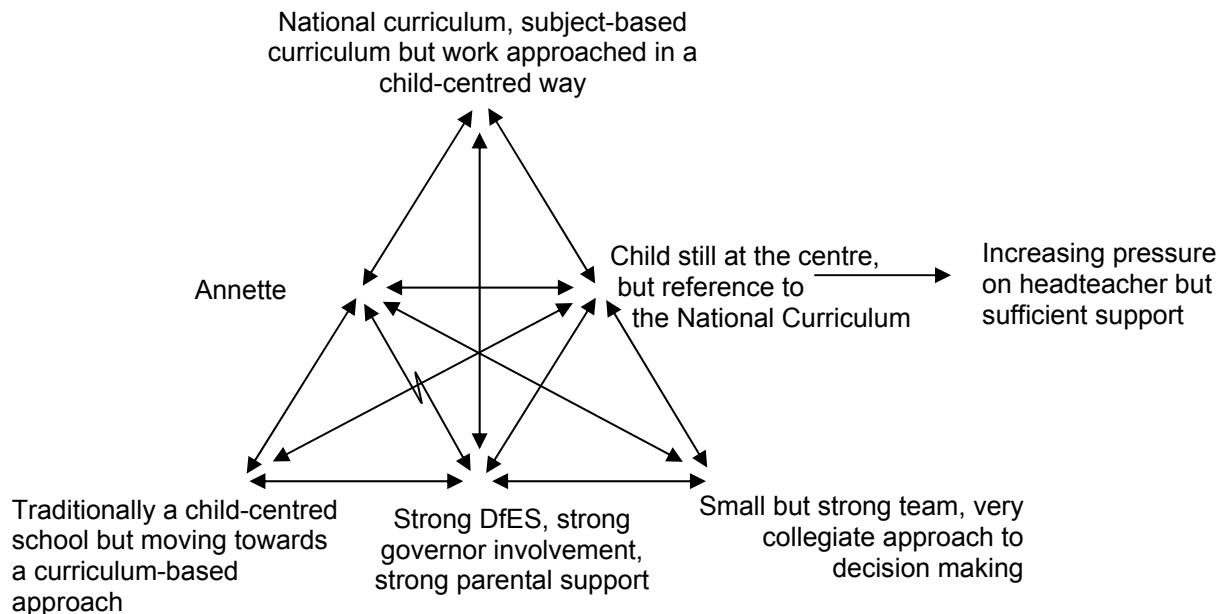 National curriculum, subject-based
curriculum but work approached in a
child-centred way
Annette
Child still at the centre,
but reference to
the National Curriculum
Increasing pressure
on headteacher but
sufficient support
Traditionally a child-centred
school but moving towards
a curriculum-based
approach
Strong DfES, strong
governor involvement,
strong parental support
Small but strong team, very
collegiate approach to
decision making